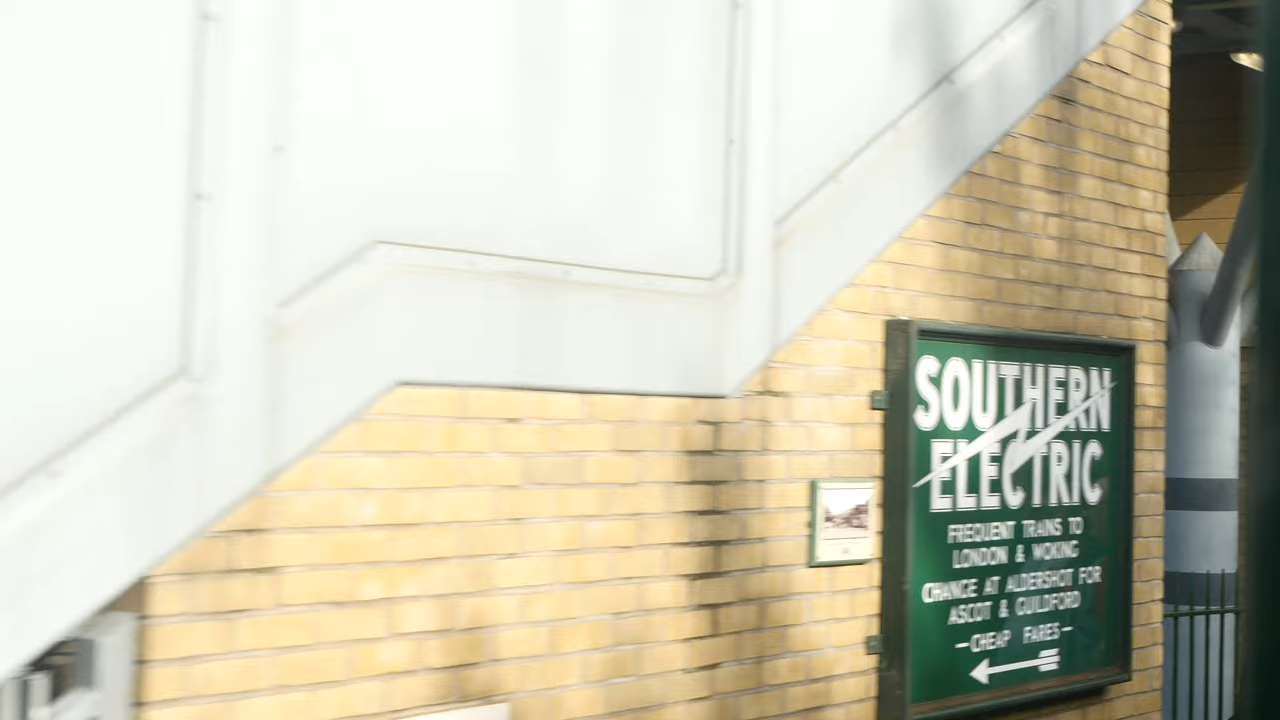 SOUTHERN
ELECTRIC
FREQUENT TRAINS TO
LONDON & WOKING
CHANGE AT ALDERSHOT FOR
ASCOT & GUILDFORD
—CHEAP FARES—